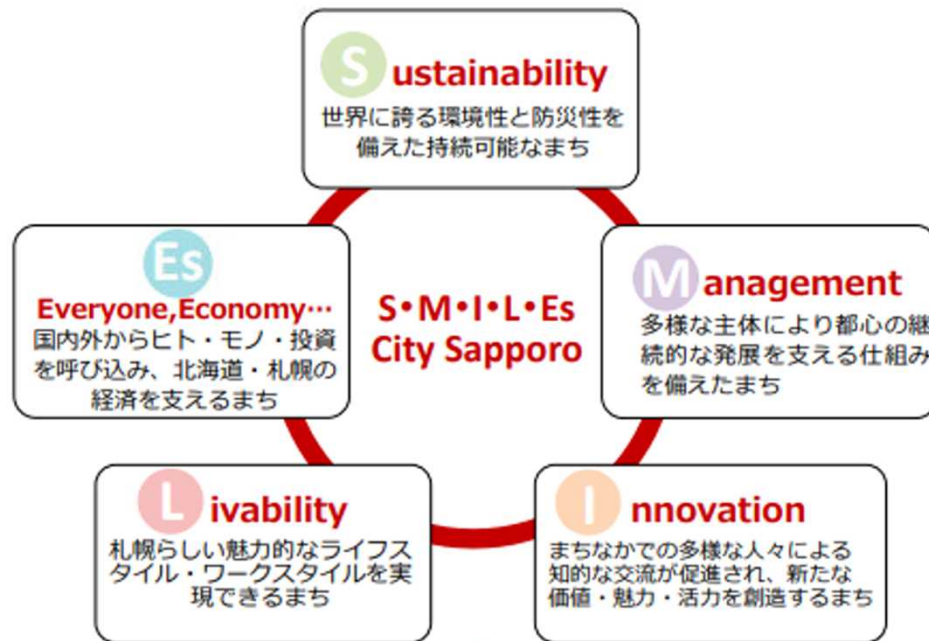 Sustainability
世界に誇る環境性と防災性を
備えた持続可能なまち
Es
Everyone,Economy…
国内外からヒト・モノ・投資
を呼び込み、北海道・札幌の
経済を支えるまち
S・M・I・L・Es
City Sapporo
Management
多様な主体により都心の継
続的な発展を支える仕組み
を備えたまち
Livability
札幌らしい魅力的なライフス
タイル・ワークスタイルを実
現できるまち
Innovation
まちなかでの多様な人々による
知的な交流が促進され、新たな
価値・魅力・活力を創造するまち